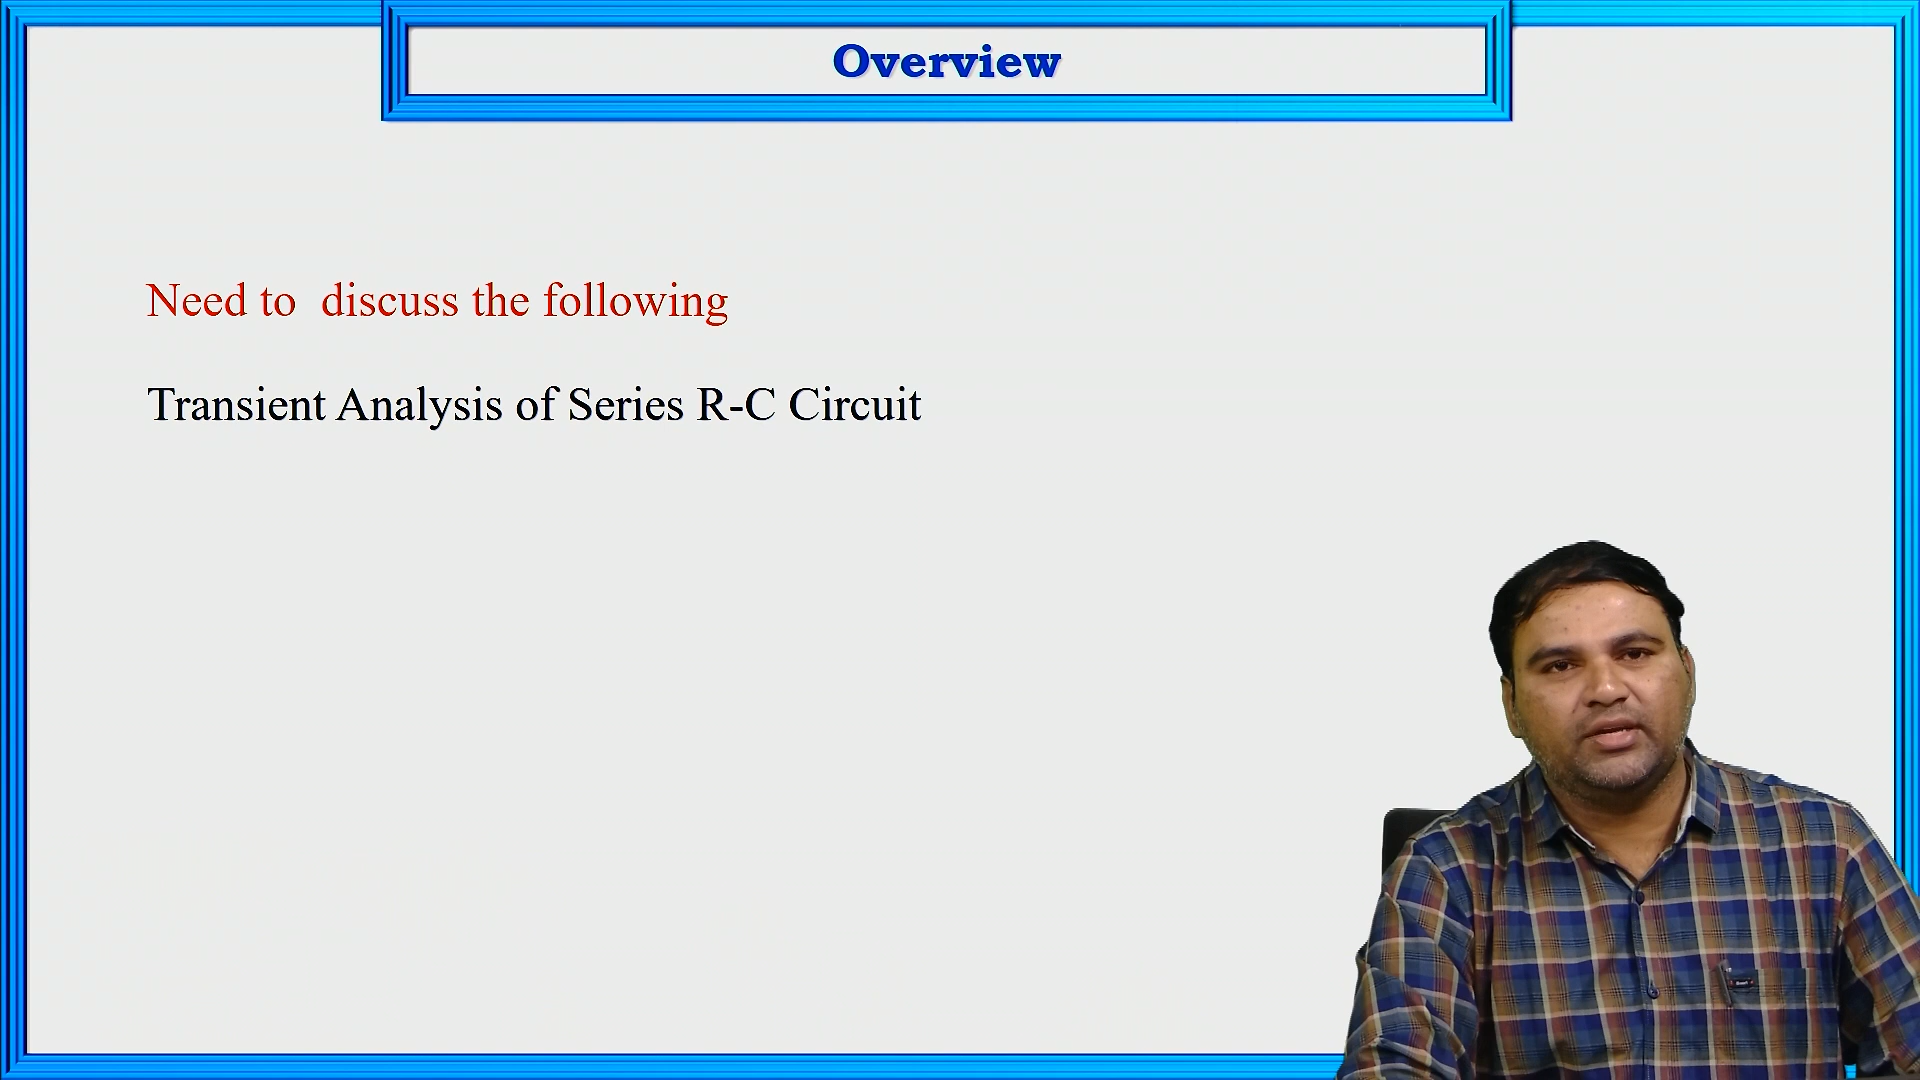 Overview
Need to  discuss the following
Transient Analysis of Series R-C Circuit